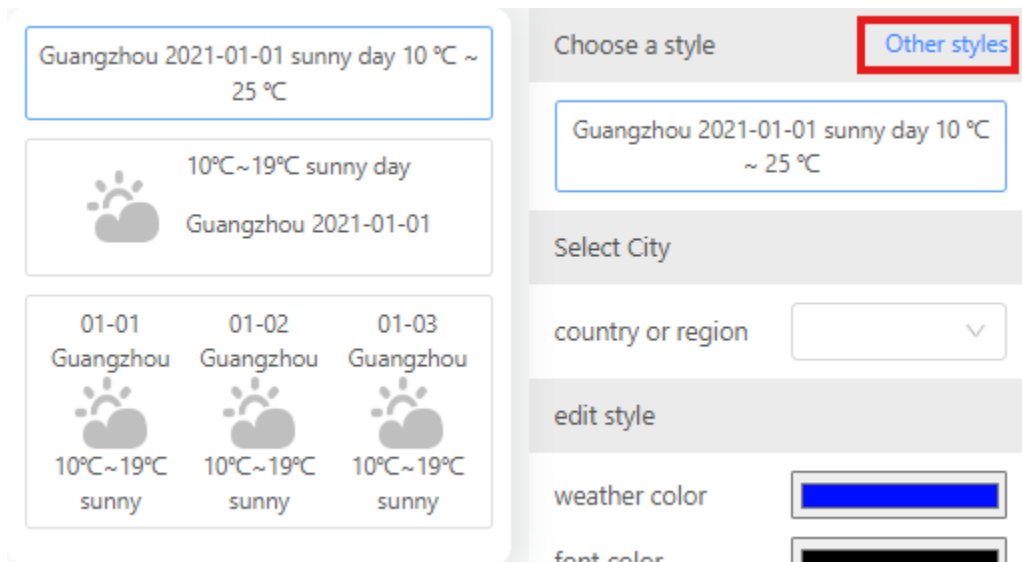 Guangzhou 2021-01-01 sunny day 10 ℃ ~
25 ℃
10℃~19℃ sunny day
Guangzhou 2021-01-01
01-01 01-02 01-03
Guangzhou Guangzhou Guangzhou
10℃~19℃ 10℃~19℃ 10℃~19℃
sunny sunny sunny
Choose a style Other styles
Guangzhou 2021-01-01 sunny day 10 ℃
~ 25 ℃
Select City
country or region
edit style
weather color
font color